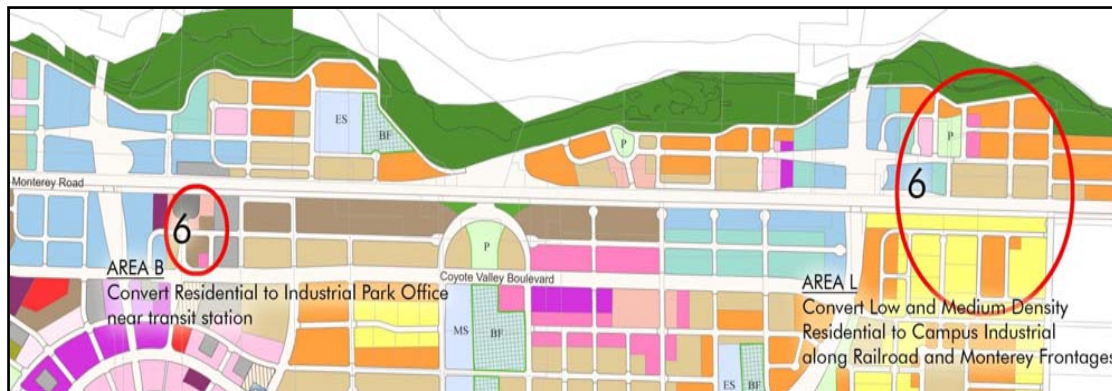 ES
BF
P
P
Monterey Road
6
6
P
AREA B
Convert Residential to Industrial Park Office
near transit station
Coyote Valley Boulevard
AREA L
Convert Low and Medium Density
Residential to Campus Industrial
along Railroad and Monterey Frontages
MS
BF
ES
BF